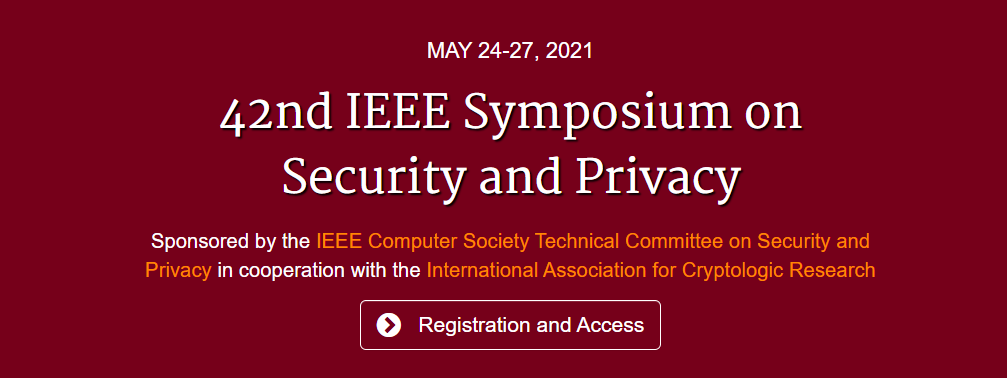 MAY 24-27, 2021
42nd IEEE Symposium on
Security and Privacy
Sponsored by the IEEE Computer Society Technical Committee on Security and
Privacy in cooperation with the International Association for Cryptologic Research
Registration and Access